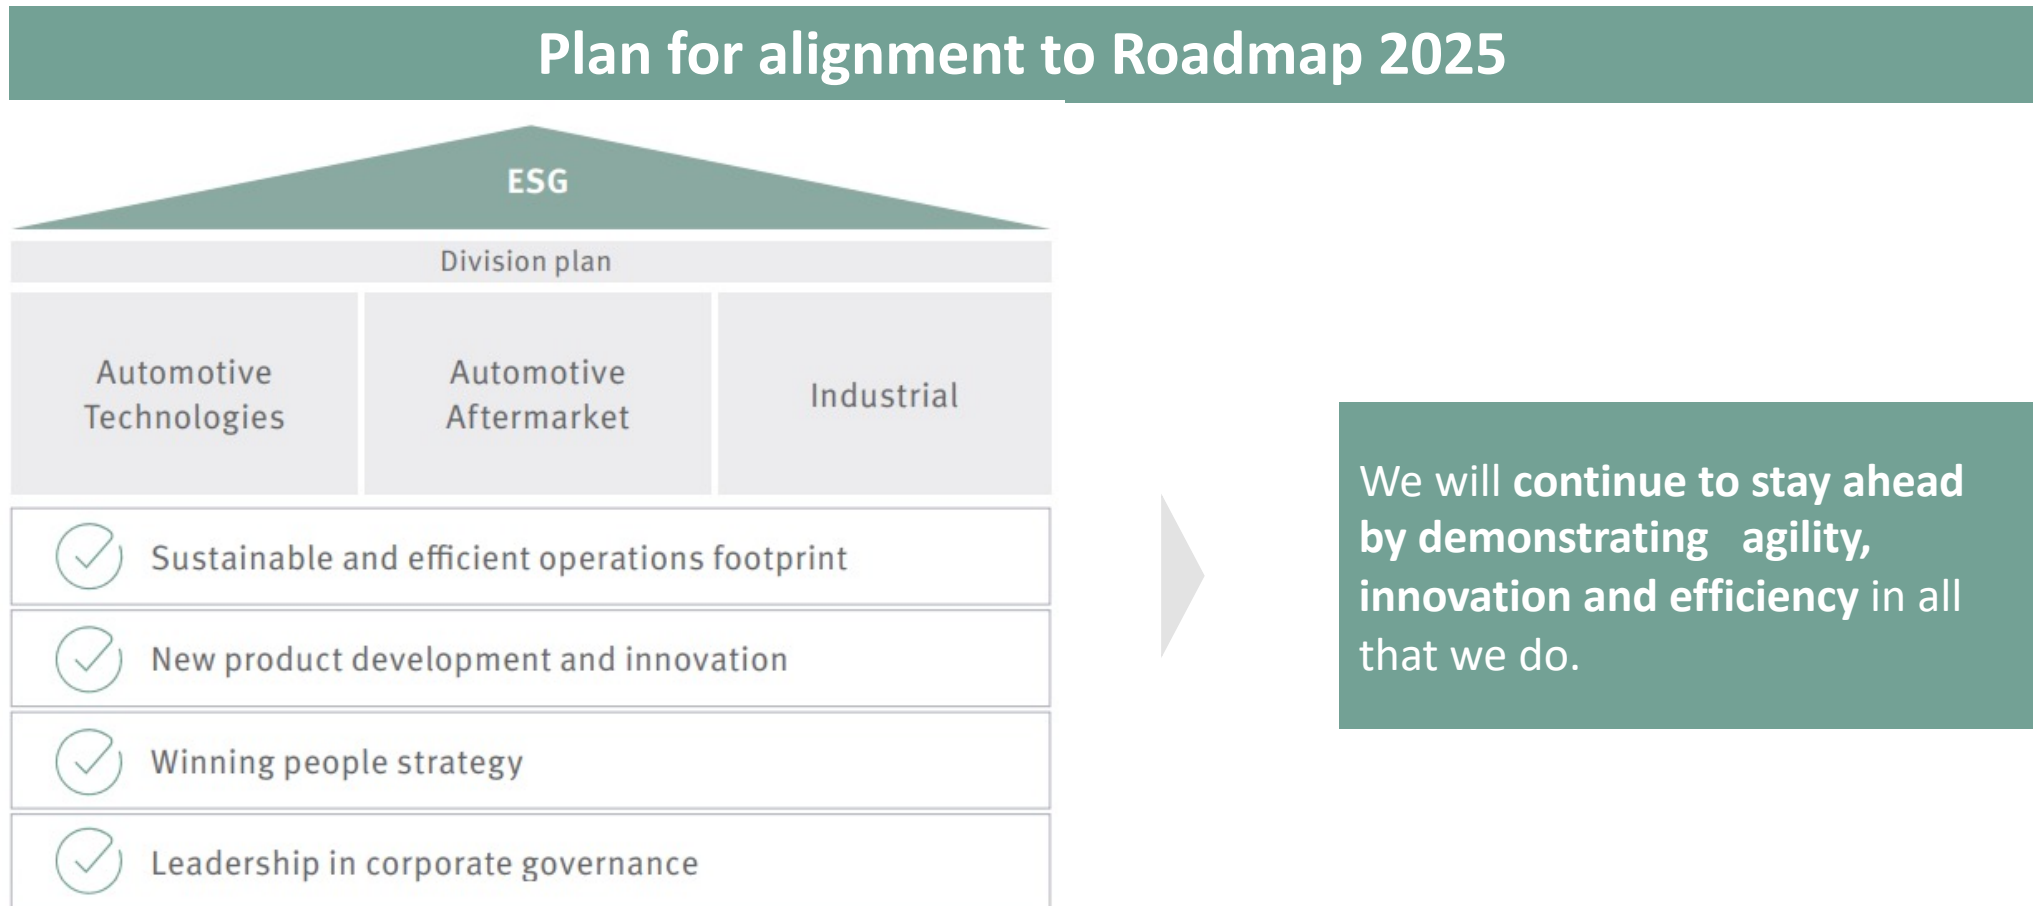 Plan for alignment to Roadmap 2025
ESG
Division plan
Automotive
Technologies
Automotive
Aftermarket
Industrial
Sustainable and efficient operations footprint
New product development and innovation
Winning people strategy
Leadership in corporate governance
We will continue to stay ahead
by demonstrating agility,
innovation and efficiency in all
that we do.